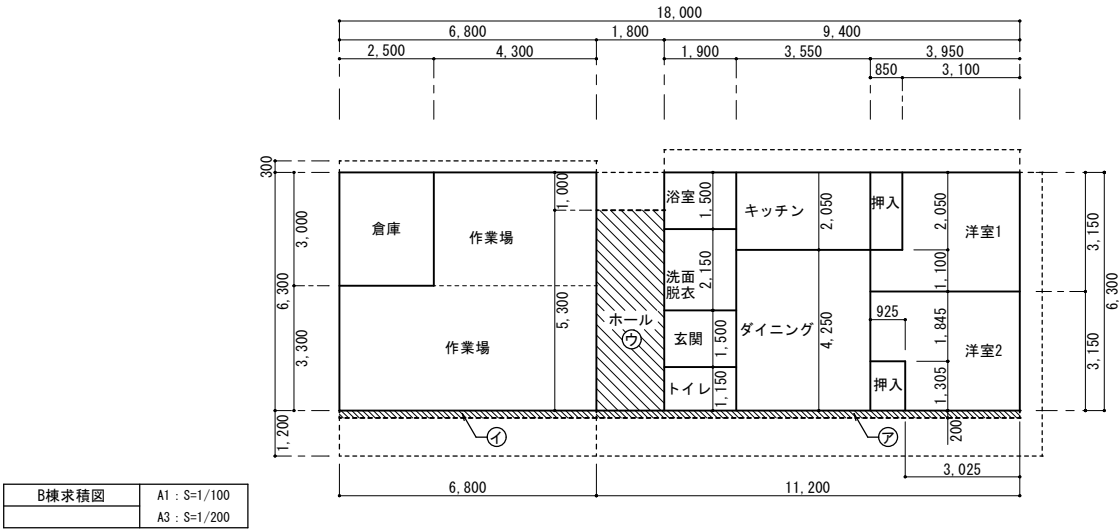 18,000
6,800 1,800 9,400
2,500 4,300 1,900 3,550 3,950
850 3,100
300
3,000
6,300
3,300
1,200
倉庫
作業場
作業場
1,000
5,300
ホール
ウ
浴室
1,500
洗面
脱衣
2,150
玄関
1,500
トイレ
1,150
キッチン
2,050
ダイニング
4,250
押入
2,050
洋室1
1,100
925
1,845
洋室2
押入
1,305
200
3,150
6,300
3,150
イ
ア
3,025
6,800 11,200
B棟求積図 A1 : S=1/100
A3 : S=1/200